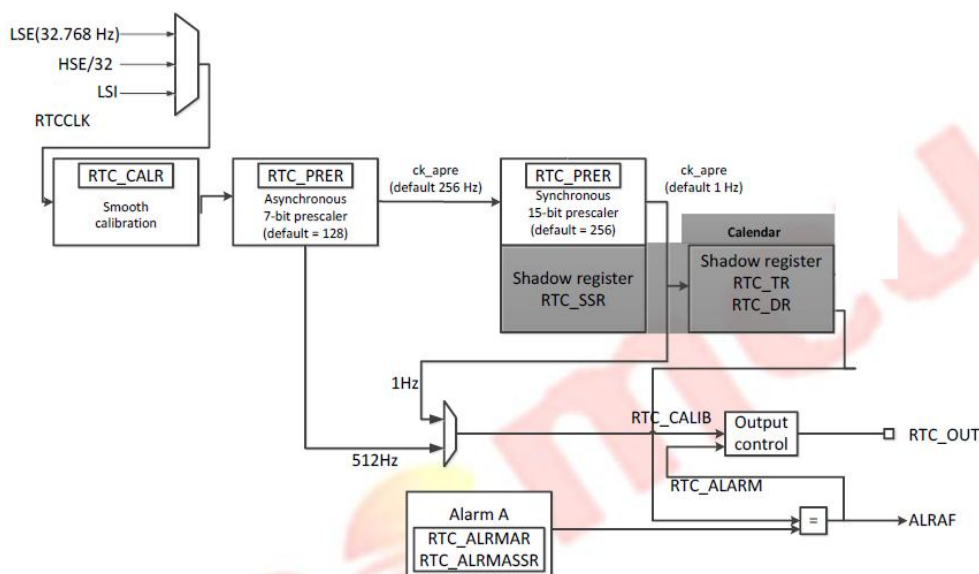 LSE(32.768 Hz)
HSE/32
LSI
RTCCLK
RTC_CALR
Smooth
calibration
RTC_PRER
Asynchronous
7-bit prescaler
(default = 128)
ck_apre
(default 256 Hz)
RTC_PRER
Synchronous
15-bit prescaler
(default = 256)
ck_apre
(default 1 Hz)
Calendar
Shadow register
RTC_SSR
Shadow register
RTC_TR
RTC_DR
1Hz
512Hz
RTC_CALIB
Output
control
RTC_OUT
RTC_ALARM
Alarm A
RTC_ALRMAR
RTC_ALRMASSR
=
ALRAF